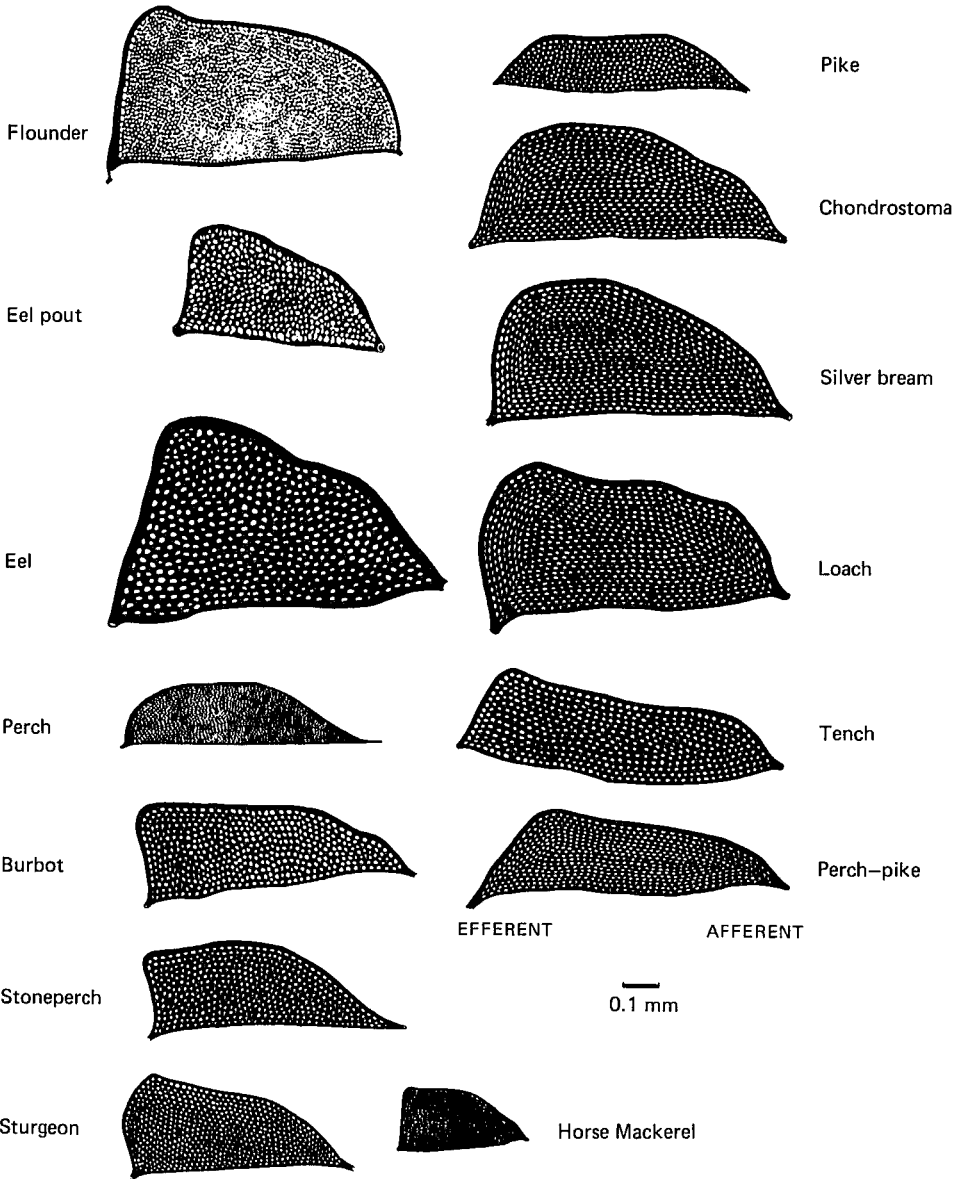 Flounder
Eel pout
Eel
Perch
Burbot
Stoneperch
Sturgeon
Horse Mackerel
Pike
Chondrostoma
Silver bream
Loach
Tench
Perch–pike
EFFERENT
AFFERENT
0.1 mm